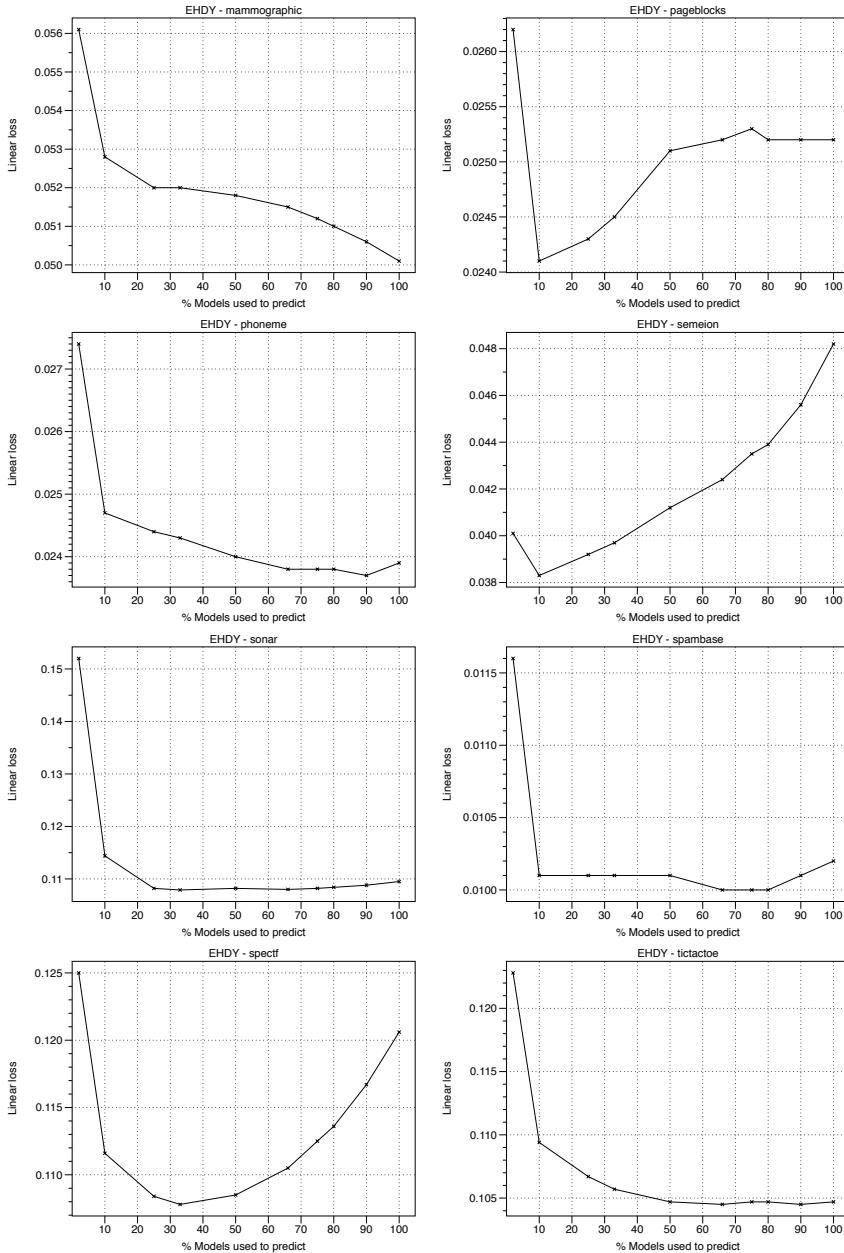 EHDY - mammographic
0.056
0.055
0.054
0.053
0.052
0.051
0.050
Linear loss
10 20 30 40 50 60 70 80 90 100
% Models used to predict
EHDY - pageblocks
0.0260
0.0255
0.0250
0.0245
0.0240
Linear loss
10 20 30 40 50 60 70 80 90 100
% Models used to predict
EHDY - phoneme
0.027
0.026
0.025
0.024
Linear loss
10 20 30 40 50 60 70 80 90 100
% Models used to predict
EHDY - semeion
0.048
0.046
0.044
0.042
0.040
0.038
Linear loss
10 20 30 40 50 60 70 80 90 100
% Models used to predict
EHDY - sonar
0.15
0.14
0.13
0.12
0.11
Linear loss
10 20 30 40 50 60 70 80 90 100
% Models used to predict
EHDY - spambase
0.0115
0.0110
0.0105
0.0100
Linear loss
10 20 30 40 50 60 70 80 90 100
% Models used to predict
EHDY - spectf
0.125
0.120
0.115
0.110
Linear loss
10 20 30 40 50 60 70 80 90 100
% Models used to predict
EHDY - tictactoe
0.120
0.115
0.110
0.105
Linear loss
10 20 30 40 50 60 70 80 90 100
% Models used to predict